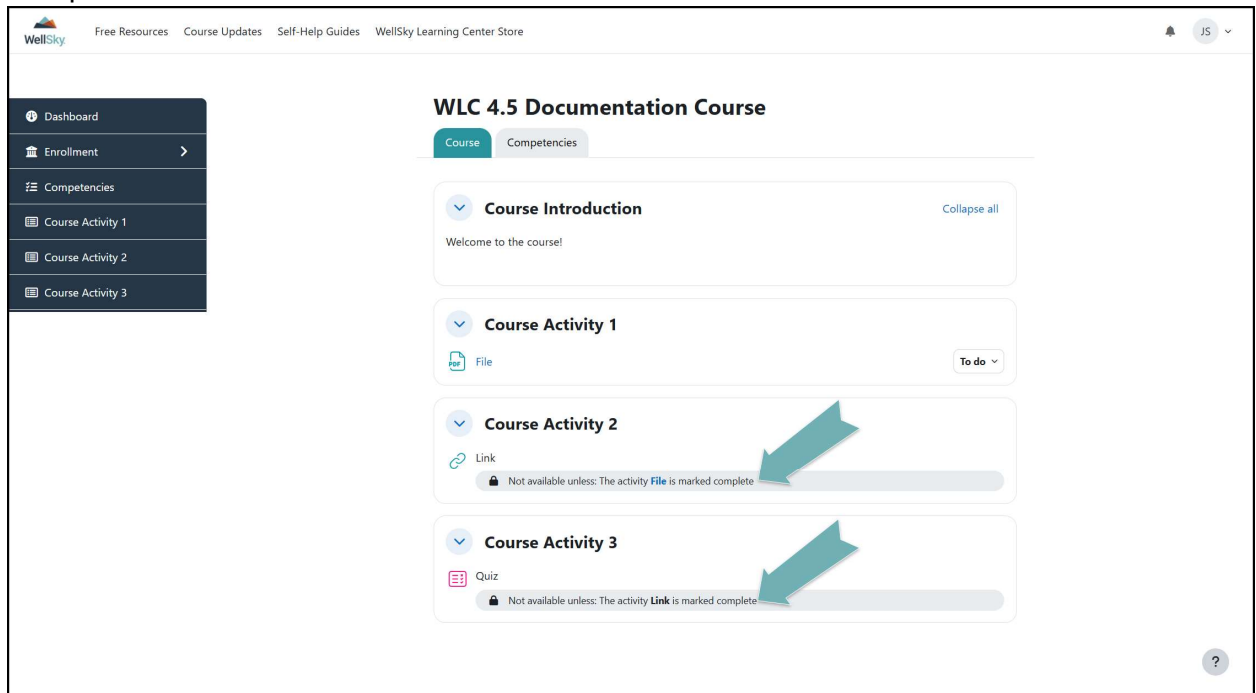 WellSky
Free Resources Course Updates Self-Help Guides WellSky Learning Center Store
JS
Dashboard
Enrollment
Competencies
Course Activity 1
Course Activity 2
Course Activity 3
WLC 4.5 Documentation Course
Course Competencies
Course Introduction
Collapse all
Welcome to the course!
Course Activity 1
PDF File
To do
Course Activity 2
Link
Not available unless: The activity File is marked complete
Course Activity 3
Quiz
Not available unless: The activity Link is marked complete
?